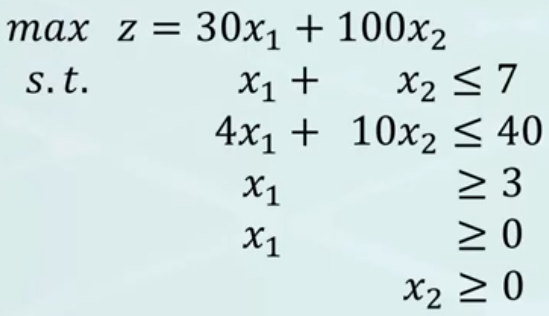 max z = 30x₁ + 100x₂
s.t. x₁ + x₂ ≤ 7
4x₁ + 10x₂ ≤ 40
x₁ ≥ 3
x₁ ≥ 0
x₂ ≥ 0